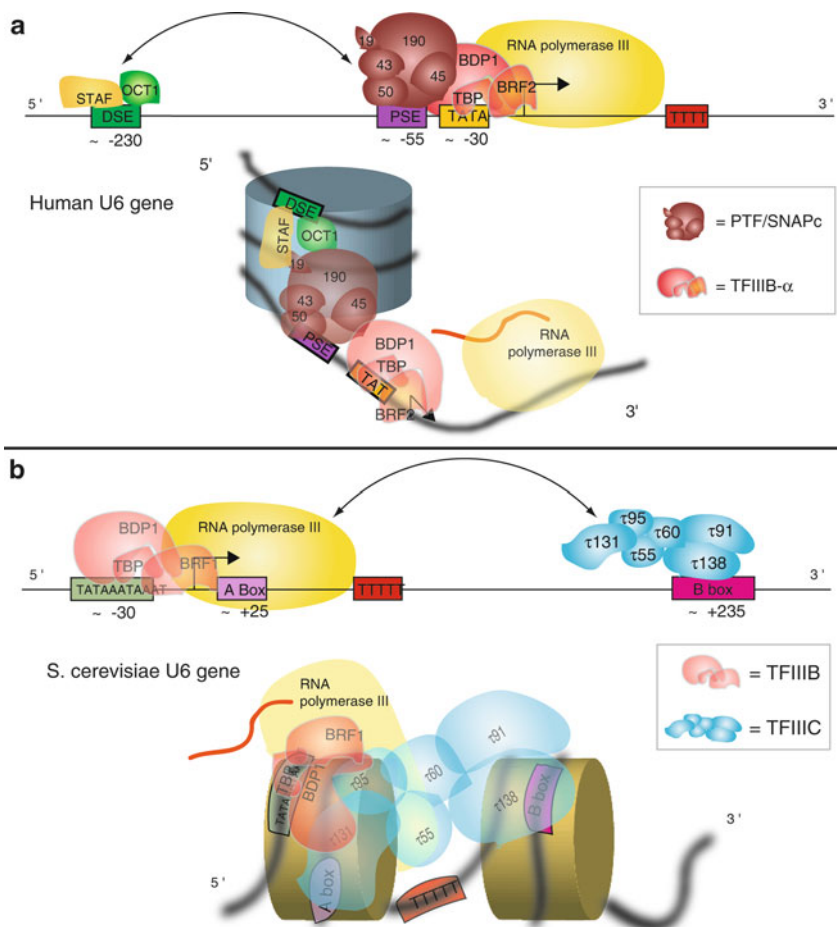 a
19 190 RNA polymerase III
BDP1
43 45
STAF OCT1 50 TBP BRF2
5' DSE PSE TATA TTTT 3'
~ -230 ~ -55 ~ -30
5'
Human U6 gene
DSE
STAF OCT1
19 190
43 45
50
PSE BDP1 RNA
polymerase III
TBP
TAT
BRF2 3'
= PTF/SNAPc
= TFIIIB-α
b
BDP1 RNA polymerase III τ95 τ60 τ91
τ131 τ55
TBP BRF1 τ138
5' TATAAATAAAT A Box TTTTT B box 3'
~ -30 ~ +25 ~ +235
S. cerevisiae U6 gene
= TFIIIB
= TFIIIC
RNA
polymerase III
BRF1 τ91
TBP BDP1 τ95 τ60 B box
TATA τ138
τ131 τ55
3'
5' A box TTTTT